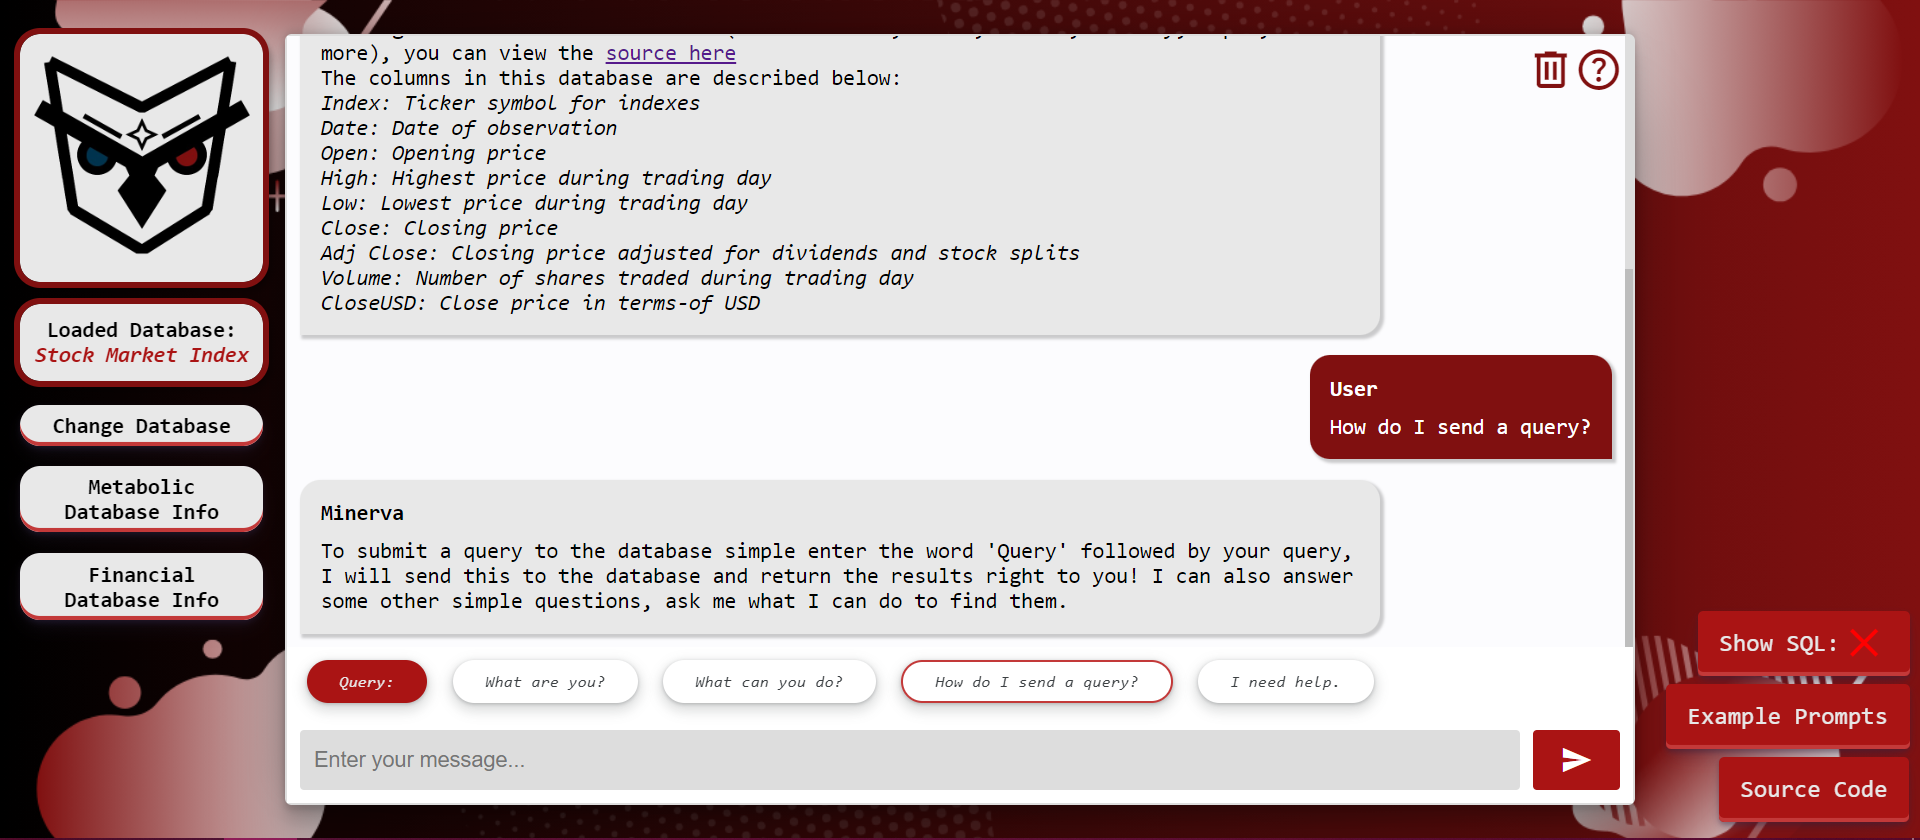 more), you can view the source here
The columns in this database are described below:
Index: Ticker symbol for indexes
Date: Date of observation
Open: Opening price
High: Highest price during trading day
Low: Lowest price during trading day
Close: Closing price
Adj Close: Closing price adjusted for dividends and stock splits
Volume: Number of shares traded during trading day
CloseUSD: Close price in terms-of USD
Loaded Database:
Stock Market Index
Change Database
Metabolic
Database Info
Financial
Database Info
User
How do I send a query?
Minerva
To submit a query to the database simple enter the word 'Query' followed by your query,
I will send this to the database and return the results right to you! I can also answer
some other simple questions, ask me what I can do to find them.
Query:
What are you?
What can you do?
How do I send a query?
I need help.
Enter your message...
Show SQL:
Example Prompts
Source Code